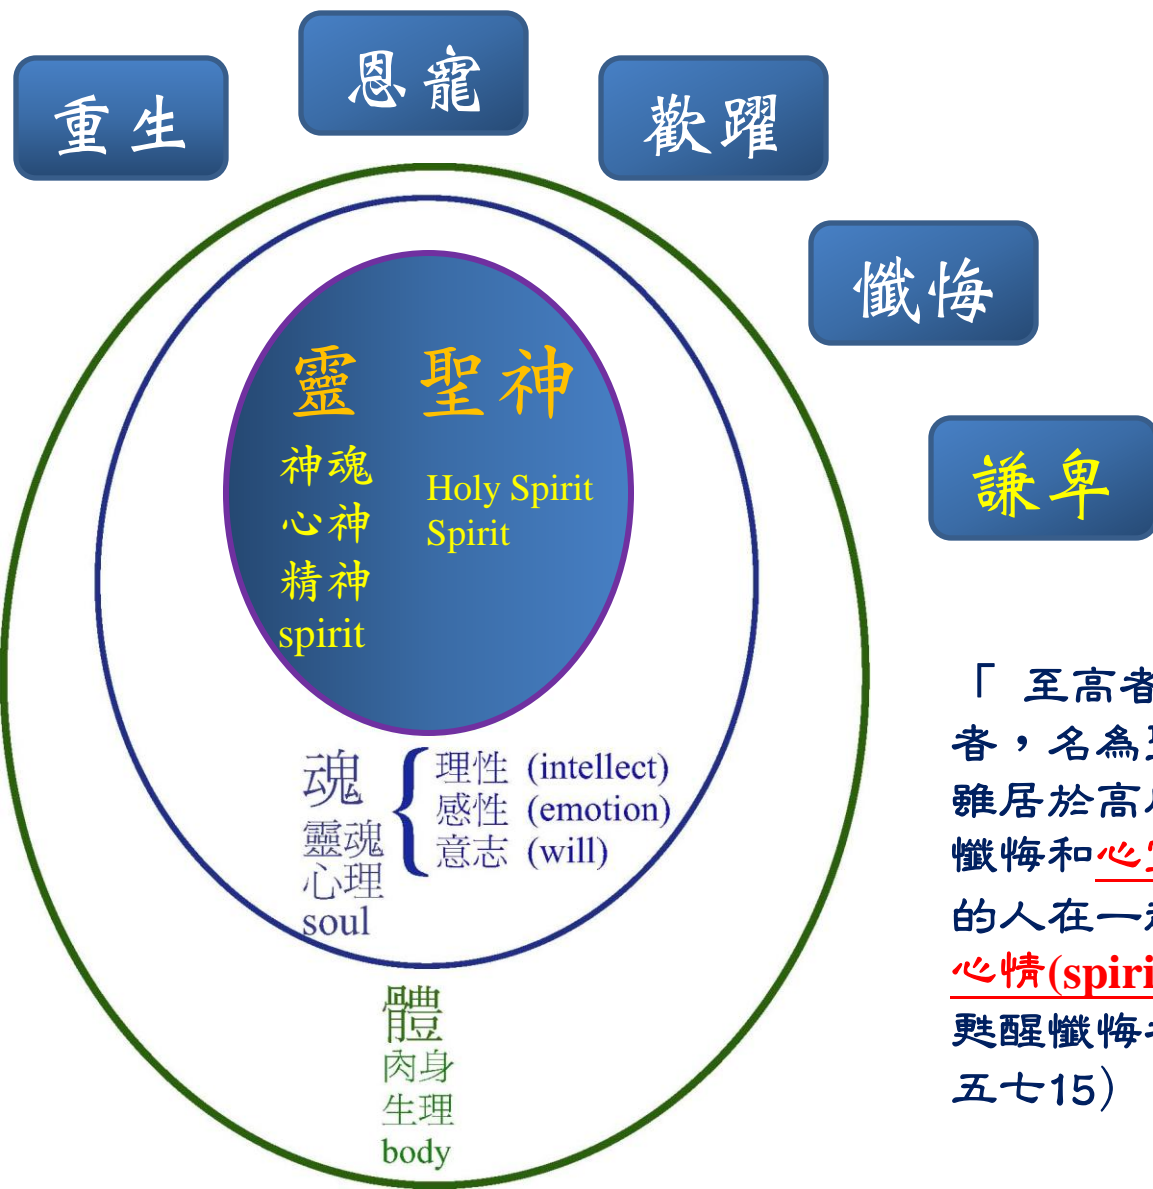 恩寵
重生
歡躍
懺悔
謙卑
靈 聖神
神魂
心神
精神
spirit
Holy Spirit
Spirit
魂
靈魂
心理
soul
理性 (intellect)
感性 (emotion)
意志 (will)
體
肉身
生理
body
「 至高者
者，名為
雖居於高
懺悔和心
的人在一
心情(spiri
甦醒懺悔
五七15)